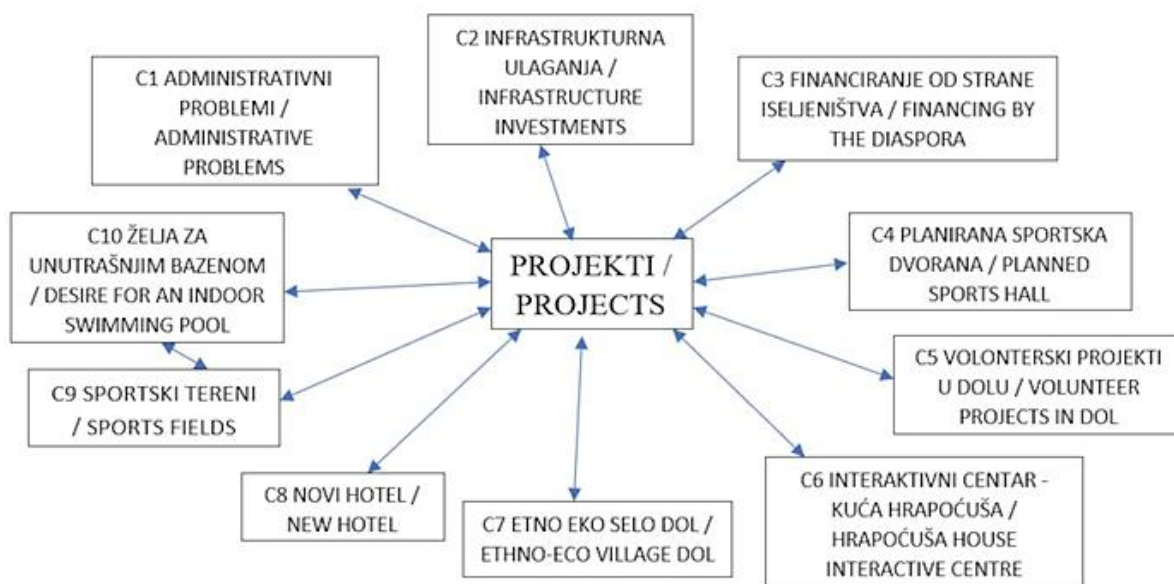 C1 ADMINISTRATIVNI
PROBLEMI /
ADMINISTRATIVE
PROBLEMS
C2 INFRASTRUKTURNA
ULAGANJA /
INFRASTRUCTURE
INVESTMENTS
C3 FINANCIRANJE OD STRANE
ISELJENIŠTVA / FINANCING BY
THE DIASPORA
C10 ŽELJA ZA
UNUTRAŠNJIM BAZENOM
/ DESIRE FOR AN INDOOR
SWIMMING POOL
PROJEKTI /
PROJECTS
C4 PLANIRANA SPORTSKA
DVORANA / PLANNED
SPORTS HALL
C9 SPORTSKI TERENI
/ SPORTS FIELDS
C5 VOLONTERSKI PROJEKTI
U DOLU / VOLUNTEER
PROJECTS IN DOL
C8 NOVI HOTEL /
NEW HOTEL
C7 ETNO EKO SELO DOL /
ETHNO-ECO VILLAGE DOL
C6 INTERAKTIVNI CENTAR -
KUĆA HRAPOĆUŠA /
HRAPOĆUŠA HOUSE
INTERACTIVE CENTRE